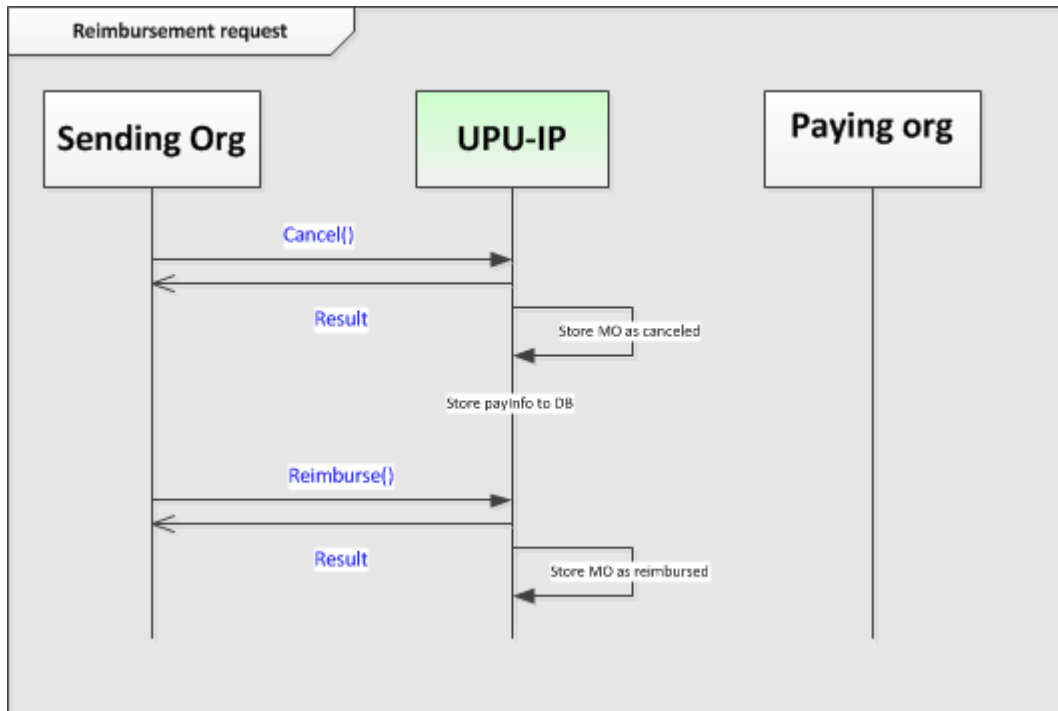 Reimbursement request
Sending Org
UPU-IP
Paying org
Cancel()
Result
Store MO as canceled
Store payInfo to DB
Reimburse()
Result
Store MO as reimbursed